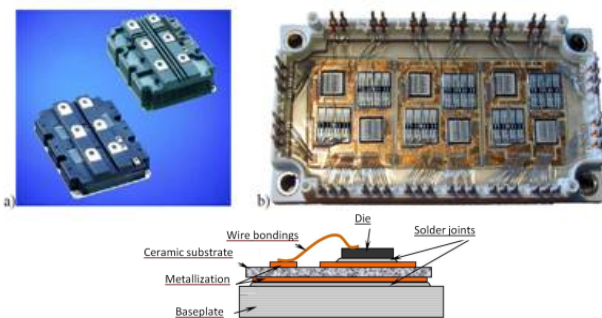 a)
b)
Die
Wire bondings
Solder joints
Ceramic substrate
Metallization
Baseplate